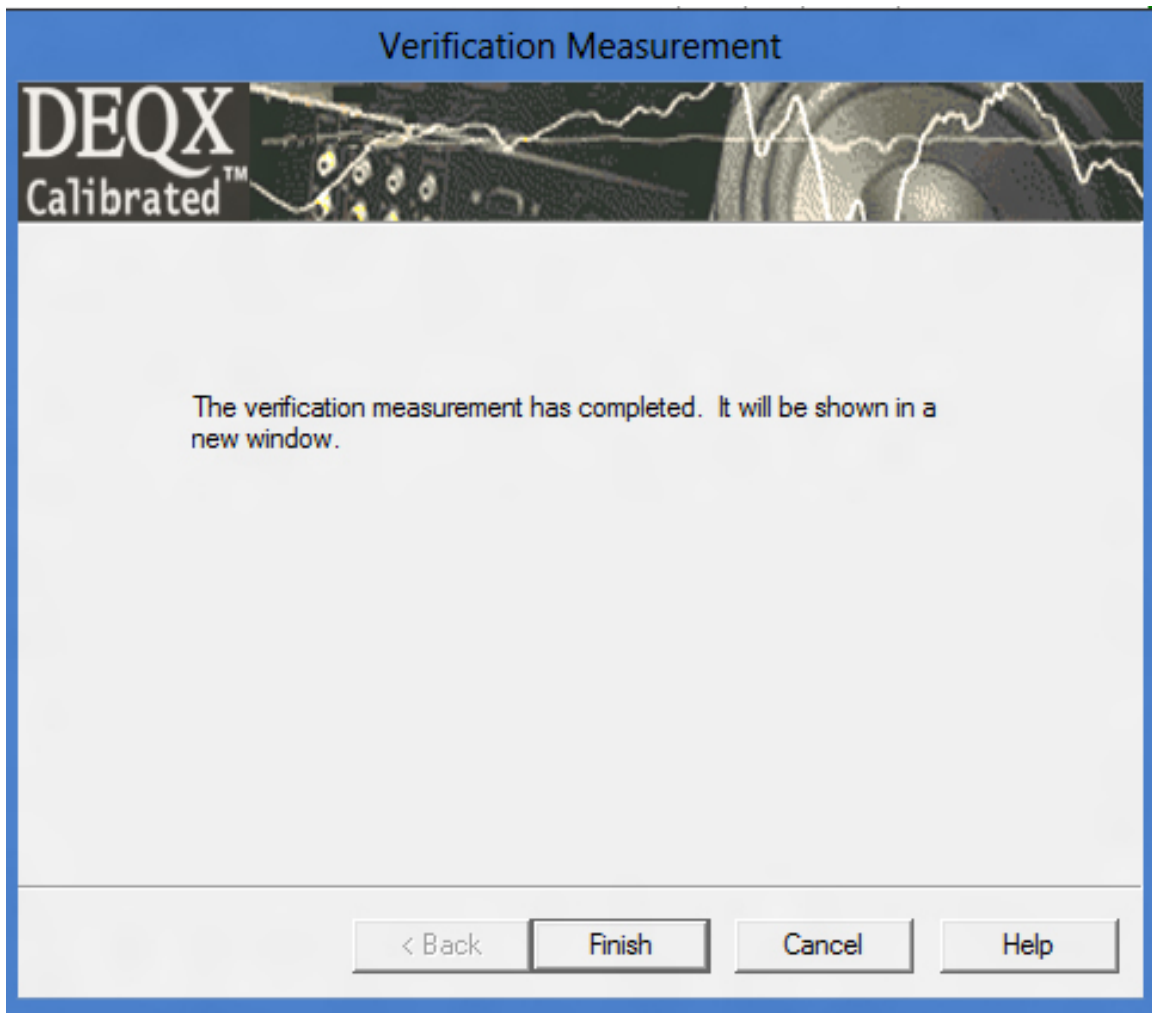 Verification Measurement
DEQX
Calibrated™
The verification measurement has completed.  It will be shown in a
new window.
< Back
Finish
Cancel
Help